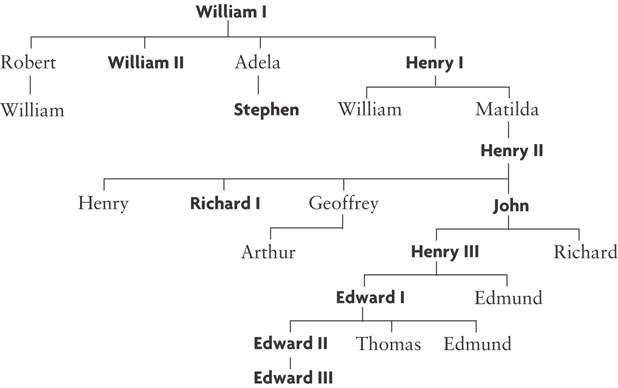 William I
Robert William II Adela Henry I
William Stephen William Matilda
Henry II
Henry Richard I Geoffrey John
Arthur Henry III Richard
Edward I Edmund
Edward II Thomas Edmund
Edward III